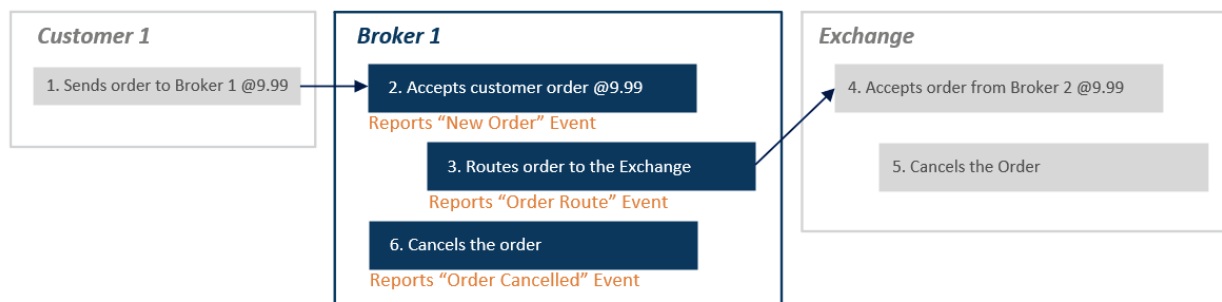 Customer 1
1. Sends order to Broker 1 @9.99
Broker 1
2. Accepts customer order @9.99
Reports “New Order” Event
3. Routes order to the Exchange
Reports “Order Route” Event
6. Cancels the order
Reports “Order Cancelled” Event
Exchange
4. Accepts order from Broker 2 @9.99
5. Cancels the Order